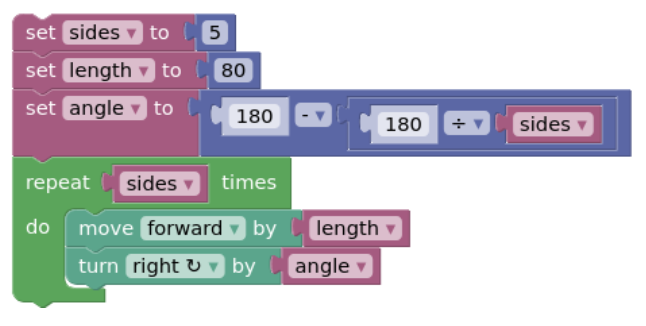 set sides ▾ to 5
set length ▾ to 80
set angle ▾ to 180 - ▾ 180 ÷ ▾ sides ▾
repeat sides ▾ times
do move forward ▾ by length ▾
turn right ↻ ▾ by angle ▾